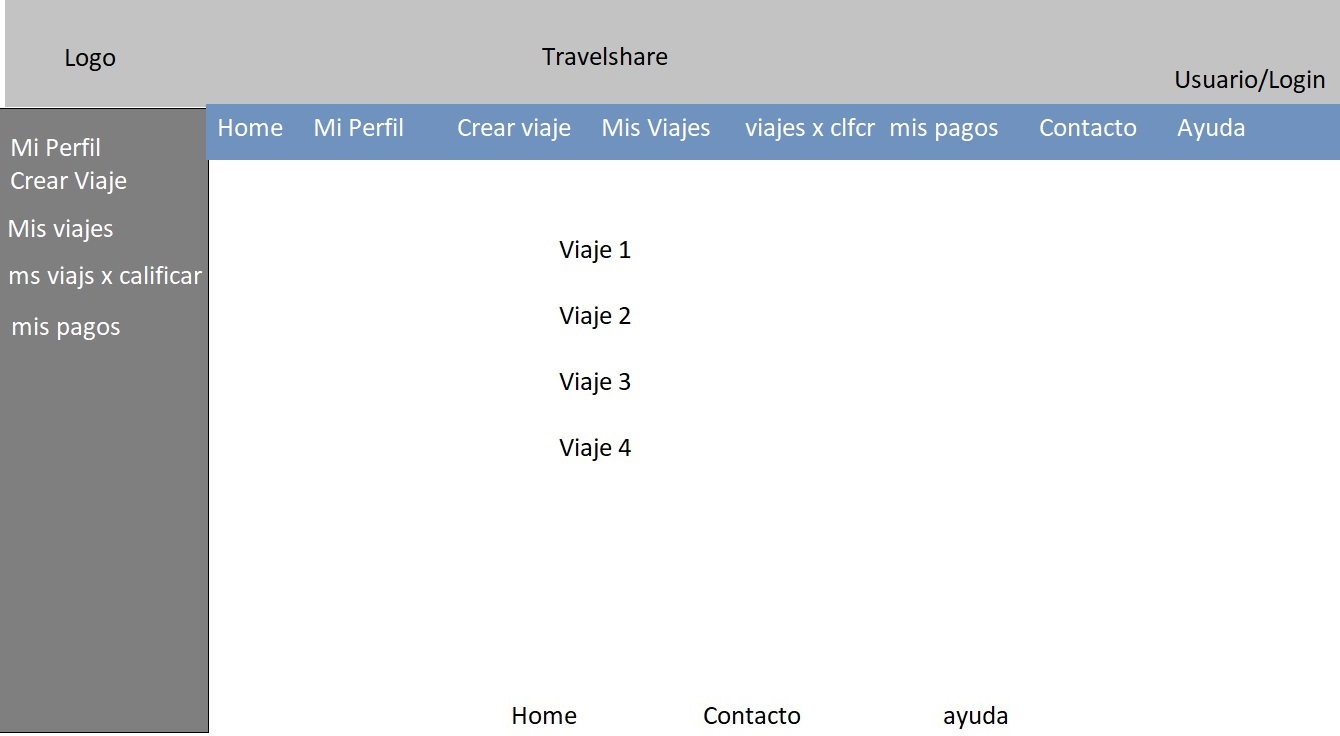 Logo
Travelshare
Usuario/Login
Home Mi Perfil Crear viaje Mis Viajes viajes x clfcr mis pagos Contacto Ayuda
Mi Perfil
Crear Viaje
Mis viajes
ms viajs x calificar
mis pagos
Viaje 1
Viaje 2
Viaje 3
Viaje 4
Home Contacto ayuda